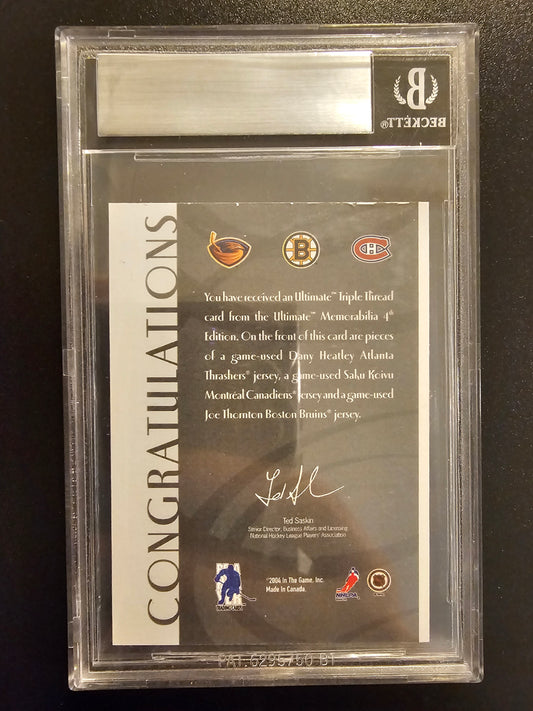 B
BECKETT®
CONGRATULATIONS
B
You have received an Ultimate™ Triple Thread
card from the Ultimate™ Memorabilia 4th
Edition. On the front of this card are pieces
of a game-used Dany Heatley Atlanta
Thrashers® jersey, a game-used Saku Koivu
Montréal Canadiens® jersey and a game-used
Joe Thornton Boston Bruins® jersey.
Ted Saskin
Senior Director, Business Affairs and Licensing
National Hockey League Players' Association
©2004 In The Game, Inc.
Made in Canada.
NHLPA
PAT. 6295750 B1